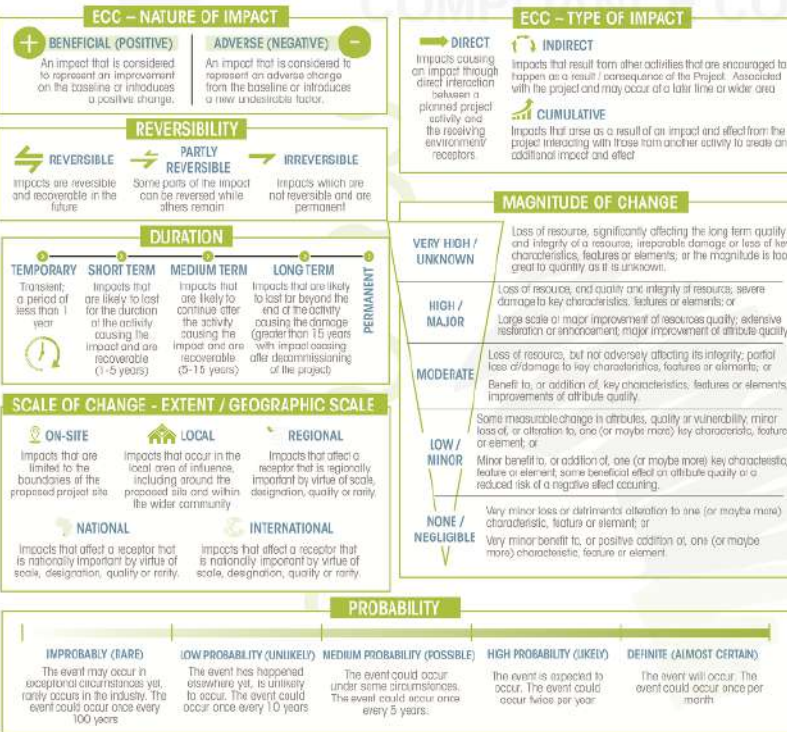 ECC – NATURE OF IMPACT
BENEFICIAL (POSITIVE)
An impact that is considered
to represent an improvement
on the baseline or introduces
a positive change.
ADVERSE (NEGATIVE)
An impact that is considered to
represent an adverse change
from the baseline or introduces
a new undesirable factor.
REVERSIBILITY
REVERSIBLE
Impacts are reversible
and recoverable in the
future
PARTLY
REVERSIBLE
Some parts of the impact
can be reversed while
others remain
IRREVERSIBLE
Impacts which are
not reversible and are
permanent
DURATION
TEMPORARY
Transient;
a period of
less than 1
year
SHORT TERM
Impacts that
are likely to last
for the duration
of the activity
causing the
impact and are
recoverable
(1-5 years)
MEDIUM TERM
Impacts that
are likely to
continue after
the activity
causing the
impact and are
recoverable
(5-15 years)
LONG TERM
Impacts that are likely
to last far beyond the
end of the activity
causing the damage
(greater than 15 years
with impact ceasing
after decommissioning
of the project)
PERMANENT
SCALE OF CHANGE - EXTENT / GEOGRAPHIC SCALE
ON-SITE
Impacts that are
limited to the
boundaries of the
proposed project site
LOCAL
Impacts that occur in the
local area of influence,
including around the
proposed site and within
the wider community
REGIONAL
Impacts that affect a
receptor that is regionally
important by virtue of scale,
designation, quality or rarity.
NATIONAL
Impacts that affect a receptor that
is nationally important by virtue of
scale, designation, quality or rarity.
INTERNATIONAL
Impacts that affect a receptor that
is nationally important by virtue of
scale, designation, quality or rarity.
ECC – TYPE OF IMPACT
DIRECT
Impacts causing
an impact through
direct interaction
between a
planned project
activity and
the receiving
environment/
receptors.
INDIRECT
Impacts that result from other activities that are encouraged to
happen as a result / consequence of the Project. Associated
with the project and may occur at a later time or wider area
CUMULATIVE
Impacts that arise as a result of an impact and effect from the
project interacting with those from another activity to create an
additional impact and effect
MAGNITUDE OF CHANGE
VERY HIGH /
UNKNOWN
Loss of resource, significantly affecting the long term quality
and integrity of a resource; irreparable damage or loss of key
characteristics, features or elements; or the magnitude is too
great to quantify as it is unknown.
HIGH /
MAJOR
Loss of resource, and quality and integrity of resource; severe
damage to key characteristics, features or elements; or
Large scale or major improvement of resources quality; extensive
restoration or enhancement; major improvement of attribute quality.
MODERATE
Loss of resource, but not adversely affecting its integrity; partial
loss of/damage to key characteristics, features or elements; or
Benefit to, or addition of, key characteristics, features or elements;
improvements of attribute quality.
LOW /
MINOR
Some measurable change in attributes, quality or vulnerability; minor
loss of, or alteration to, one (or maybe more) key characteristic, feature
or element; or
Minor benefit to, or addition of, one (or maybe more) key characteristic,
feature or element; some beneficial effect on attribute quality or a
reduced risk of a negative effect occurring.
NONE /
NEGLIGIBLE
Very minor loss or detrimental alteration to one (or maybe more)
characteristic, feature or element; or
Very minor benefit to, or positive addition of, one (or maybe
more) characteristic, feature or element.
PROBABILITY
IMPROBABLY (RARE)
The event may occur in
exceptional circumstances yet,
rarely occurs in the industry. The
event could occur once every
100 years
LOW PROBABILITY (UNLIKELY)
The event has happened
elsewhere yet, is unlikely
to occur. The event could
occur once every 10 years
MEDIUM PROBABILITY (POSSIBLE)
The event could occur
under some circumstances.
The event could occur once
every 5 years.
HIGH PROBABILITY (LIKELY)
The event is expected to
occur. The event could
occur twice per year
DEFINITE (ALMOST CERTAIN)
The event will occur. The
event could occur once per
month